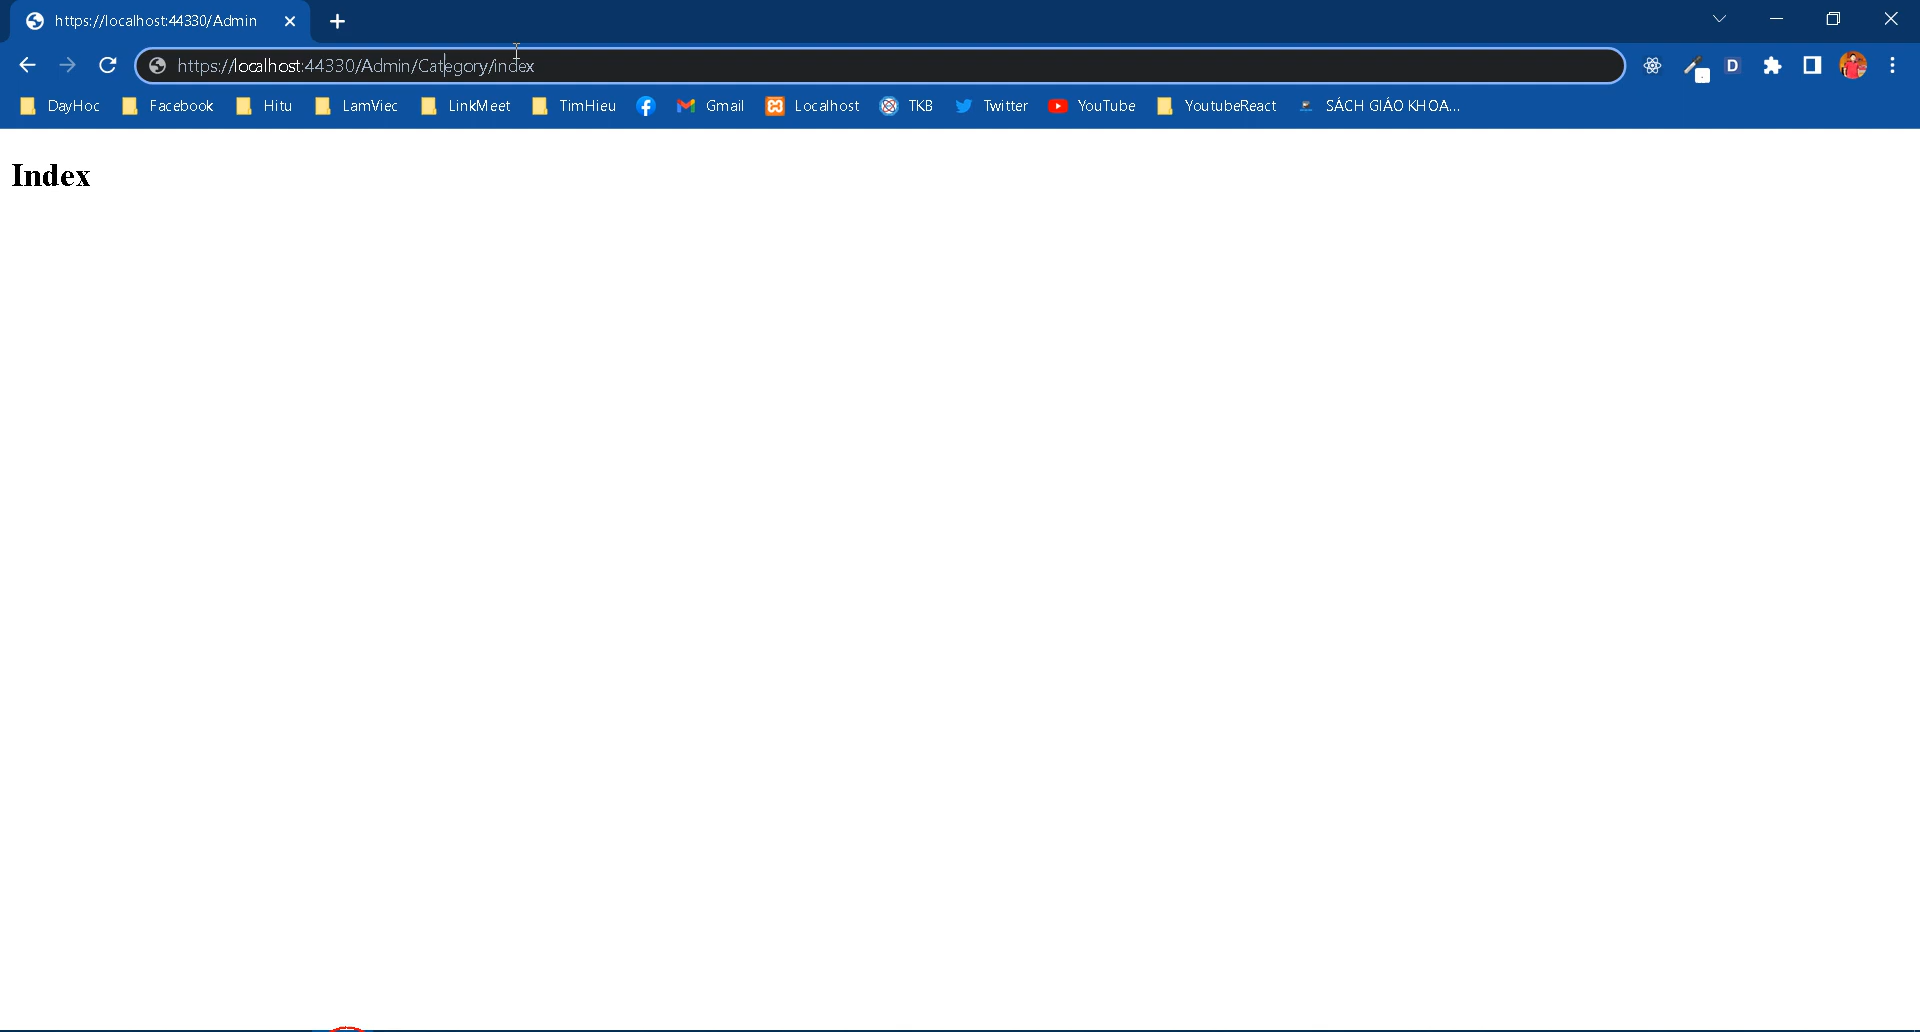 https://localhost:44330/Admin
https://localhost:44330/Admin/Category/index
DayHoc Facebook Hitu LamViec LinkMeet TimHieu Gmail Localhost TKB Twitter YouTube YoutubeReact SÁCH GIÁO KHOA...
Index